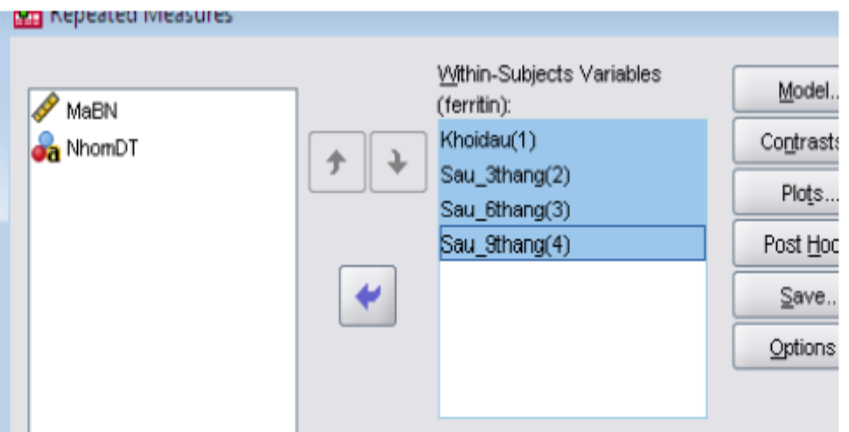 Repeated Measures
Within-Subjects Variables
(ferritin):
MaBN
NhomDT
Khoidau(1)
Sau_3thang(2)
Sau_6thang(3)
Sau_9thang(4)
Model..
Contrasts
Plots...
Post Hoc
Save..
Options